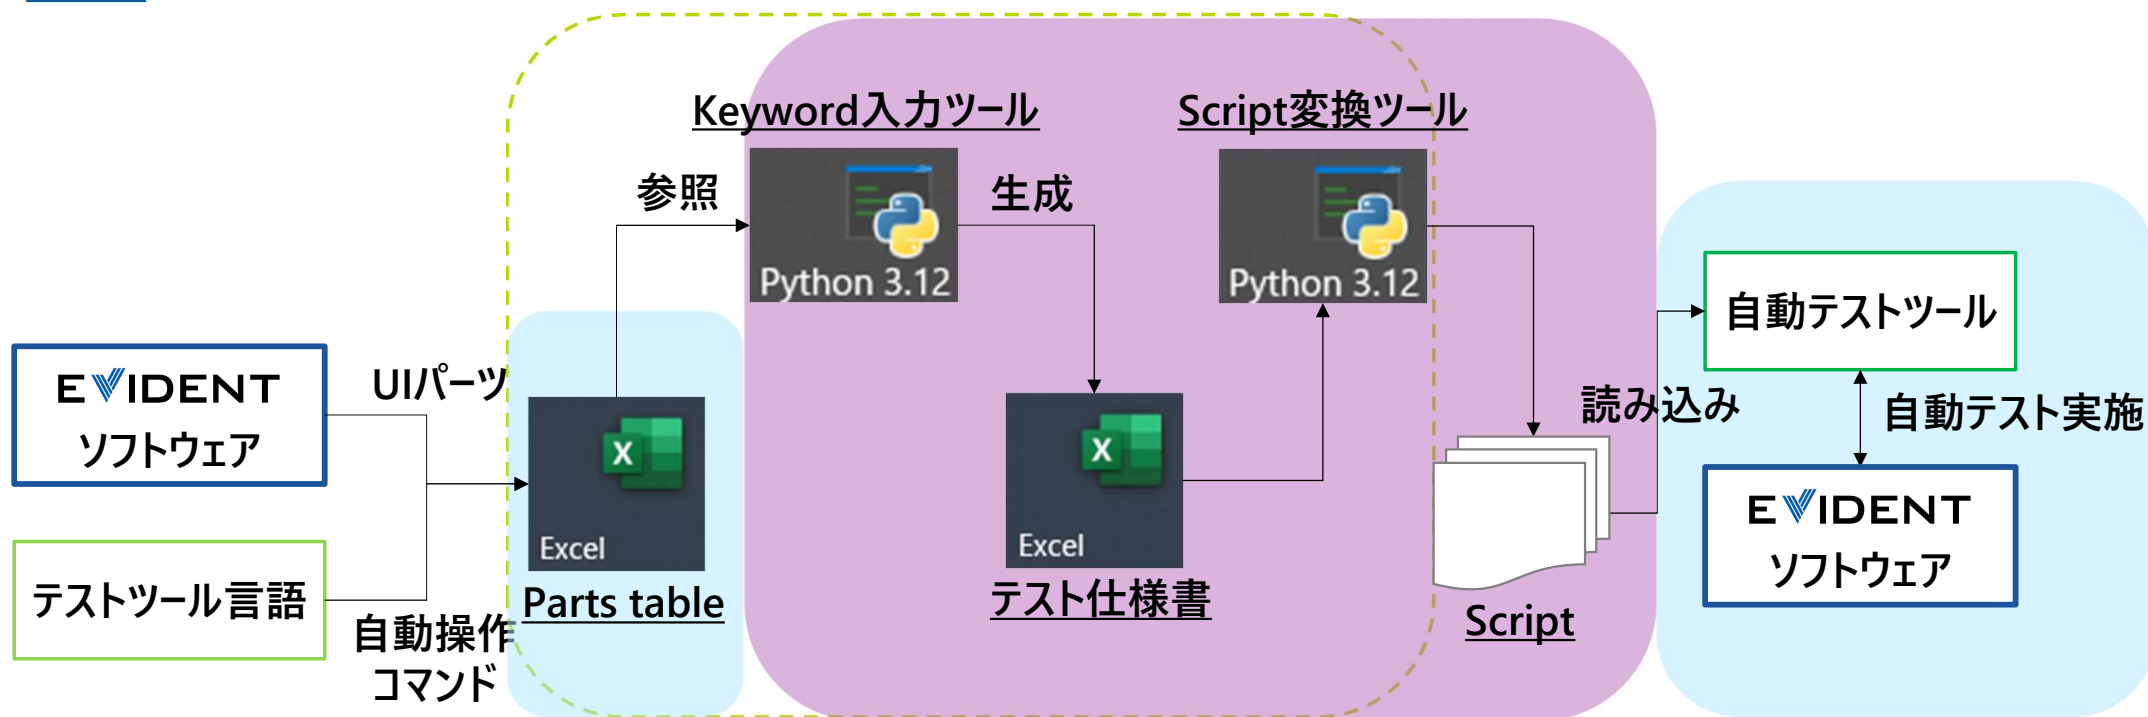 Keyword入力ツール
Script変換ツール
参照
生成
Python 3.12
Python 3.12
自動テストツール
EVIDENT
ソフトウェア
UIパーツ
読み込み
自動テスト実施
Excel
Excel
EVIDENT
ソフトウェア
テストツール言語
自動操作
コマンド
Parts table
テスト仕様書
Script